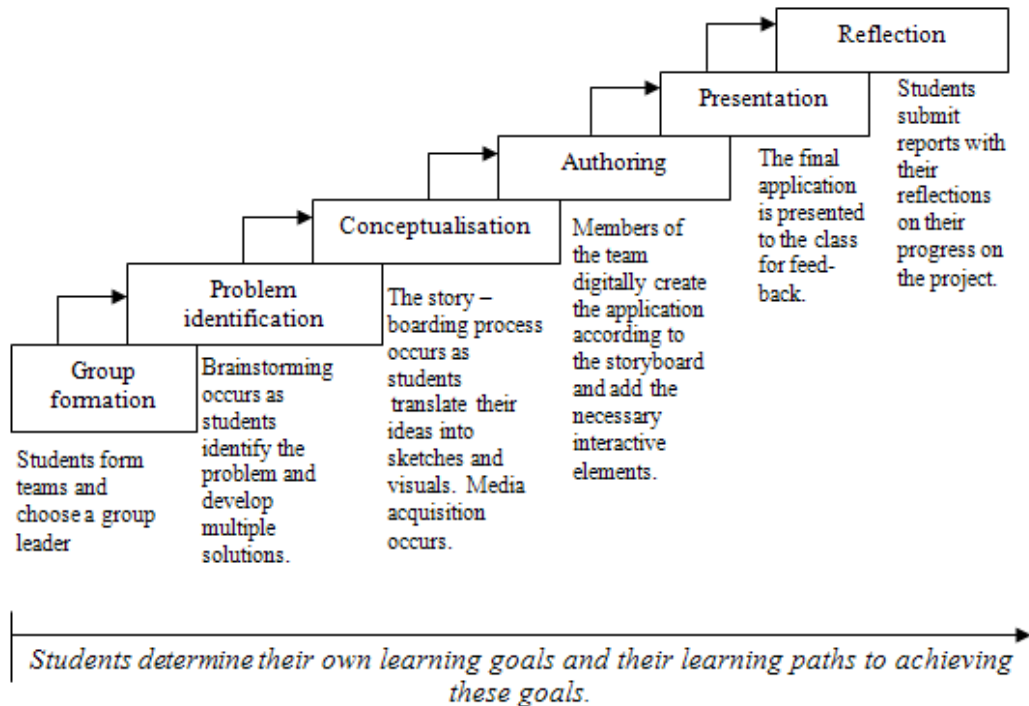 Group
formation
Students form
teams and
choose a group
leader
Problem
identification
Brainstorming
occurs as
students
identify the
problem and
develop
multiple
solutions.
Conceptualisation
The story –
boarding process
occurs as
students
translate their
ideas into
sketches and
visuals. Media
acquisition
occurs.
Authoring
Members of
the team
digitally create
the application
according to
the storyboard
and add the
necessary
interactive
elements.
Presentation
The final
application
is presented
to the class
for feed-
back.
Reflection
Students
submit
reports with
their
reflections
on their
progress on
the project.
Students determine their own learning goals and their learning paths to achieving
these goals.